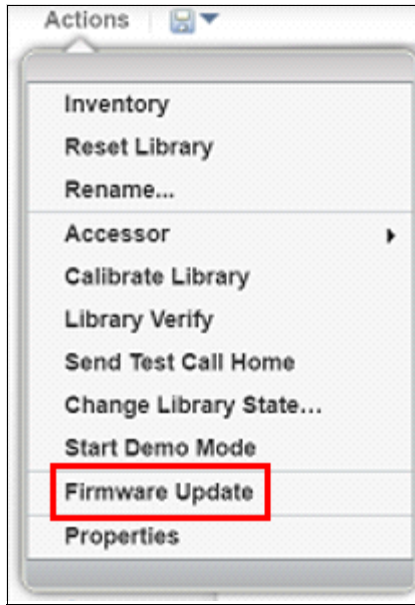 Actions
Inventory
Reset Library
Rename...
Accessor
Calibrate Library
Library Verify
Send Test Call Home
Change Library State...
Start Demo Mode
Firmware Update
Properties